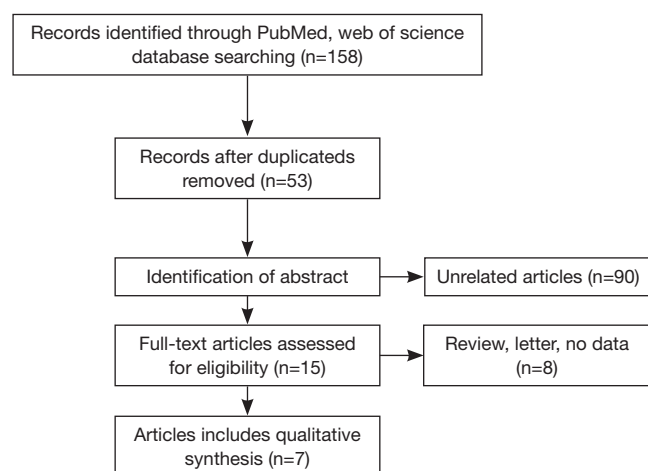 Records identified through PubMed, web of science
database searching (n=158)
Records after duplicateds
removed (n=53)
Identification of abstract
Unrelated articles (n=90)
Full-text articles assessed
for eligibility (n=15)
Review, letter, no data
(n=8)
Articles includes qualitative
synthesis (n=7)